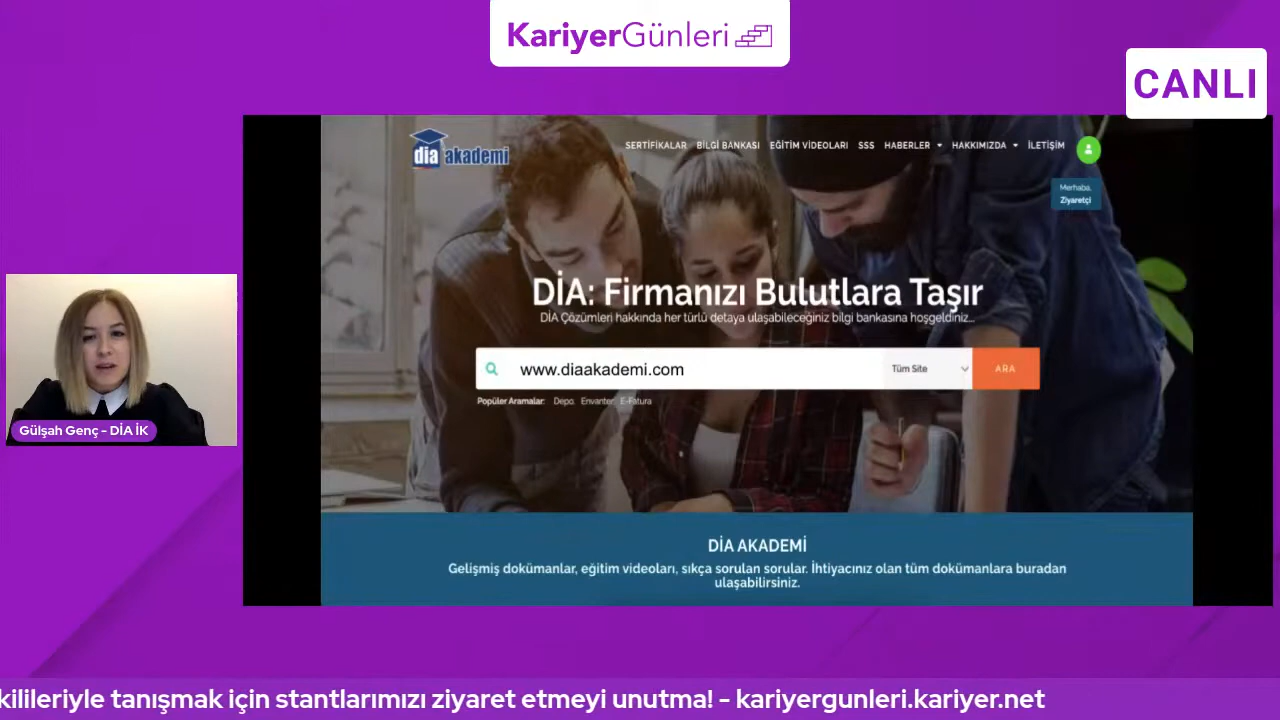 KariyerGünleri
CANLI
dia akademi
SERTİFİKALAR BİLGİ BANKASI EĞİTİM VİDEOLARI SSS HABERLER HAKKIMIZDA İLETİŞİM
Merhaba,
Ziyaretçi
DİA: Firmanızı Bulutlara Taşır
DİA Çözümleri hakkında her türlü detaya ulaşabileceğiniz bilgi bankasına hoşgeldiniz...
www.diaakademi.com Tüm Site ARA
Popüler Aramalar: Depo, Envanter, E-Fatura
Gülşah Genç - DİA İK
DİA AKADEMİ
Gelişmiş dokümanlar, eğitim videoları, sıkça sorulan sorular. İhtiyacınız olan tüm dokümanlara buradan
ulaşabilirsiniz.
kilileriyle tanışmak için stantlarımızı ziyaret etmeyi unutma! - kariyergunleri.kariyer.net